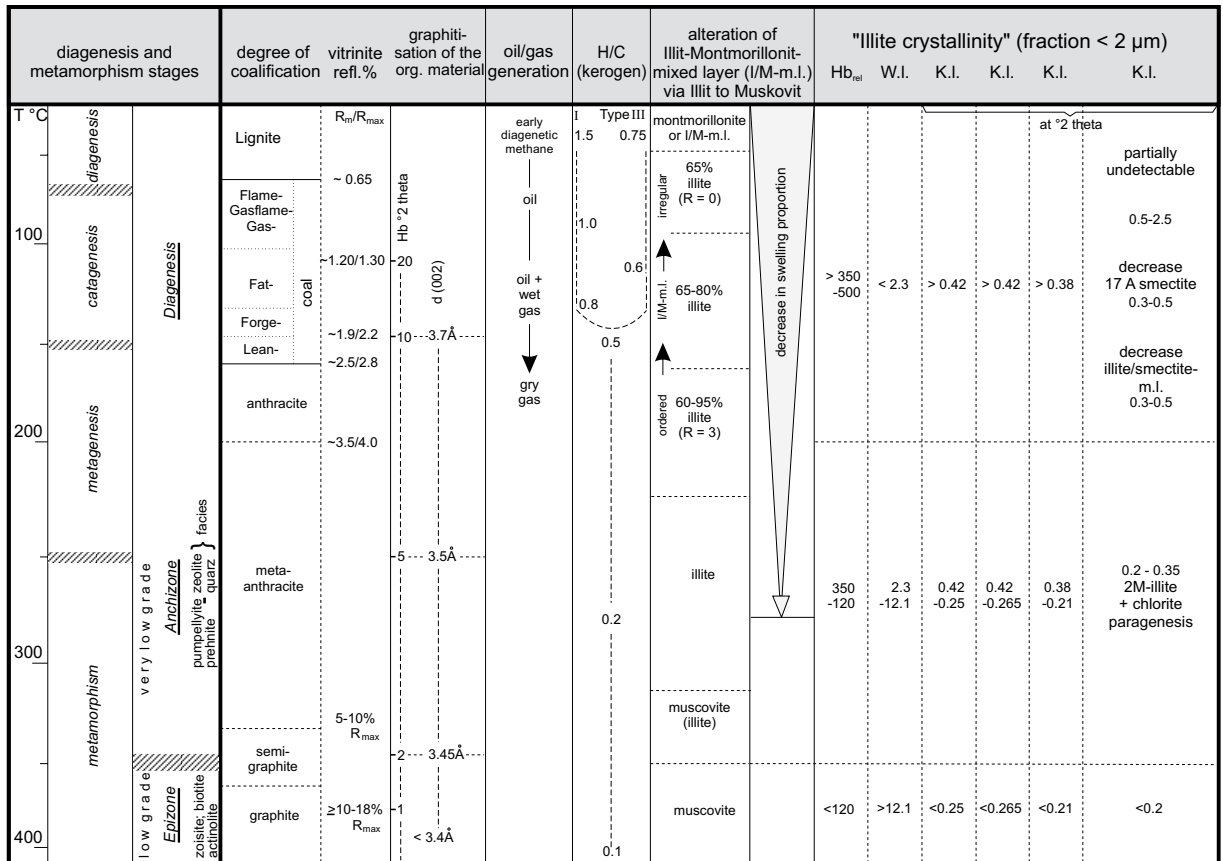 diagenesis and
metamorphism stages
degree of
coalification
vitrinite
refl.%
graphiti-
sation of the
org. material
oil/gas
generation
H/C
(kerogen)
alteration of
Illit-Montmorillonit-
mixed layer (I/M-m.l.)
via Illit to Muskovit
"Illite crystallinity" (fraction < 2 µm)
Hbrel W.I. K.I. K.I. K.I. K.I.
T °C
100
200
300
400
diagenesis
catagenesis
metagenesis
metamorphism
Diagenesis
very low grade
Anchizone
pumpellyite- zeolite } facies
prehnite quarz
low grade
Epizone
zoisite; biotite
actinolite
Lignite
Flame-
Gasflame-
Gas-
Fat-
Forge-
Lean-
coal
anthracite
meta-
anthracite
semi-
graphite
graphite
Rm/Rmax
~ 0.65
~1.20/1.30
~1.9/2.2
~2.5/2.8
~3.5/4.0
5-10%
Rmax
≥10-18%
Rmax
Hb °2 theta
20
10
5
2
1
d (002)
3.7Å
3.5Å
3.45Å
< 3.4Å
early
diagenetic
methane
oil
oil +
wet
gas
gry
gas
I Type III
1.5 0.75
1.0
0.6
0.8
0.5
0.2
0.1
montmorillonite
or I/M-m.l.
65%
illite
(R = 0)
irregular
65-80%
illite
I/M-m.l.
60-95%
illite
(R = 3)
ordered
illite
muscovite
(illite)
muscovite
decrease in swelling proportion
at °2 theta
partially
undetectable
0.5-2.5
> 350
-500
< 2.3
> 0.42
> 0.42
> 0.38
decrease
17 A smectite
0.3-0.5
decrease
illite/smectite-
m.l.
0.3-0.5
350
-120
2.3
-12.1
0.42
-0.25
0.42
-0.265
0.38
-0.21
0.2 - 0.35
2M-illite
+ chlorite
paragenesis
<120 >12.1 <0.25 <0.265 <0.21 <0.2